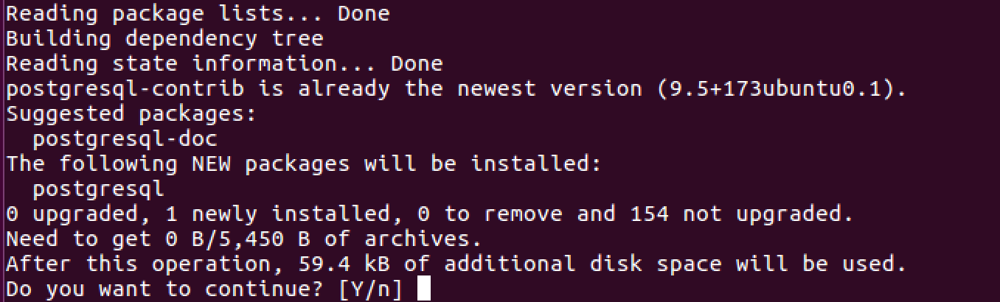 Reading package lists... Done
Building dependency tree
Reading state information... Done
postgresql-contrib is already the newest version (9.5+173ubuntu0.1).
Suggested packages:
  postgresql-doc
The following NEW packages will be installed:
  postgresql
0 upgraded, 1 newly installed, 0 to remove and 154 not upgraded.
Need to get 0 B/5,450 B of archives.
After this operation, 59.4 kB of additional disk space will be used.
Do you want to continue? [Y/n]